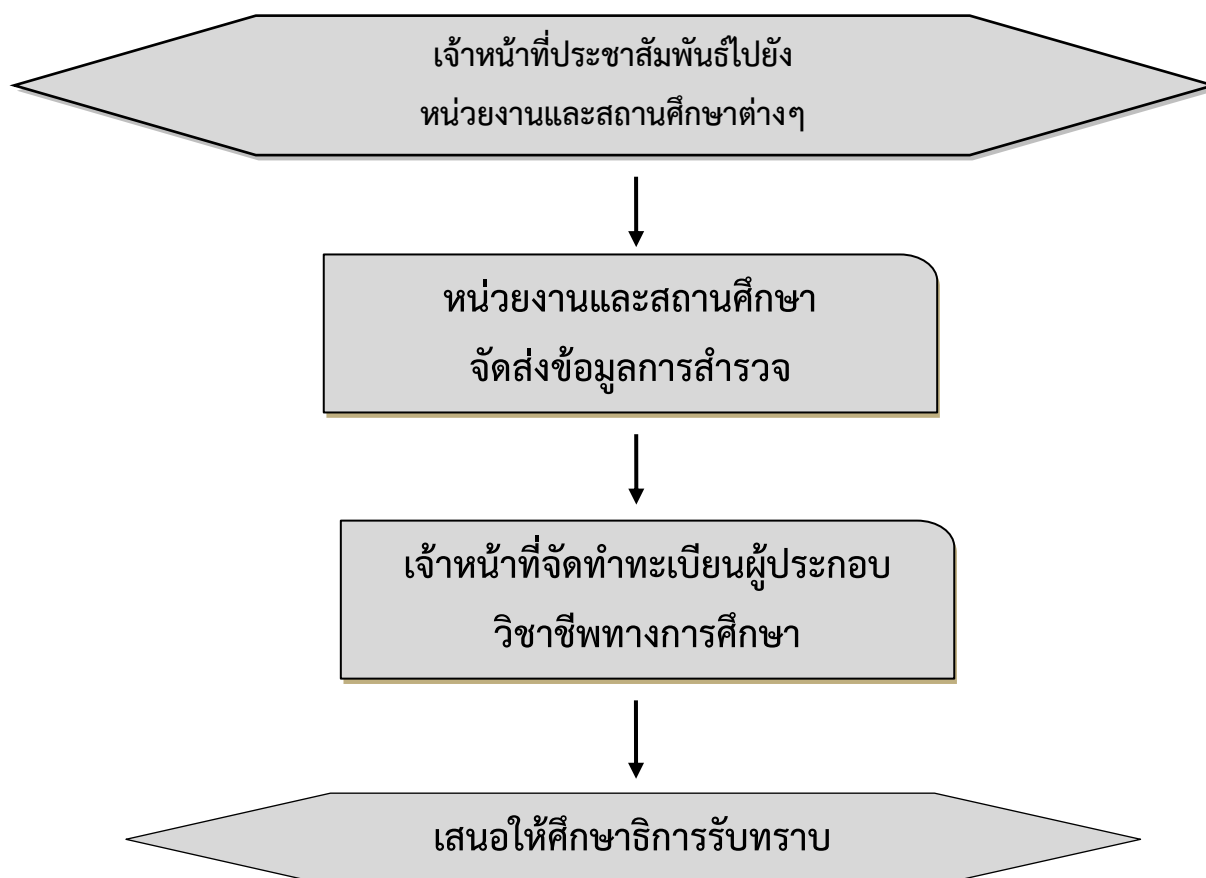 เจ้าหน้าที่ประชาสัมพันธ์ไปยัง
หน่วยงานและสถานศึกษาต่างๆ
หน่วยงานและสถานศึกษา
จัดส่งข้อมูลการสำรวจ
เจ้าหน้าที่จัดทำทะเบียนผู้ประกอบ
วิชาชีพทางการศึกษา
เสนอให้ศึกษาธิการรับทราบ